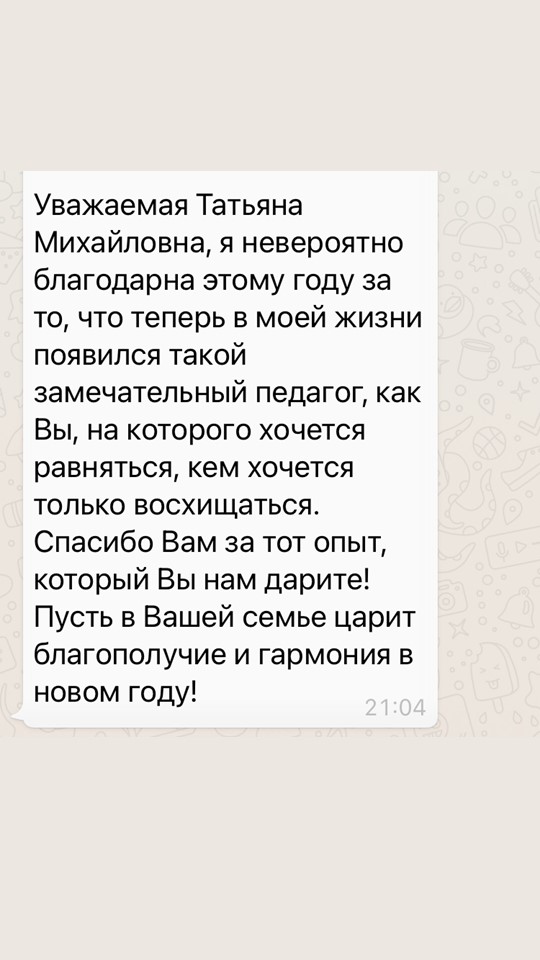 Уважаемая Татьяна
Михайловна, я невероятно
благодарна этому году за
то, что теперь в моей жизни
появился такой
замечательный педагог, как
Вы, на которого хочется
равняться, кем хочется
только восхищаться.
Спасибо Вам за тот опыт,
который Вы нам дарите!
Пусть в Вашей семье царит
благополучие и гармония в
новом году!
21:04